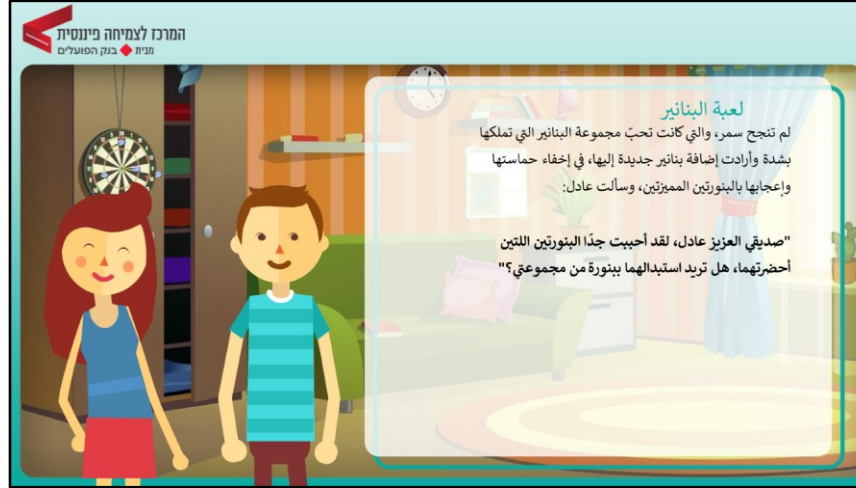 המרכז לצמיחה פיננסית
מבית בנק הפועלים
لعبة البنانير
لم تنجح سمر، والتي كانت تحبّ مجموعة البنانير التي تملكها
بشدة وأرادت إضافة بنانير جديدة إليها، في إخفاء حماستها
وإعجابها بالبنورتين المميزتين، وسألت عادل:
"صديقي العزيز عادل، لقد أحببت جدًا البنورتين اللتين
أحضرتهما، هل تريد استبدالهما ببنورة من مجموعتي؟"